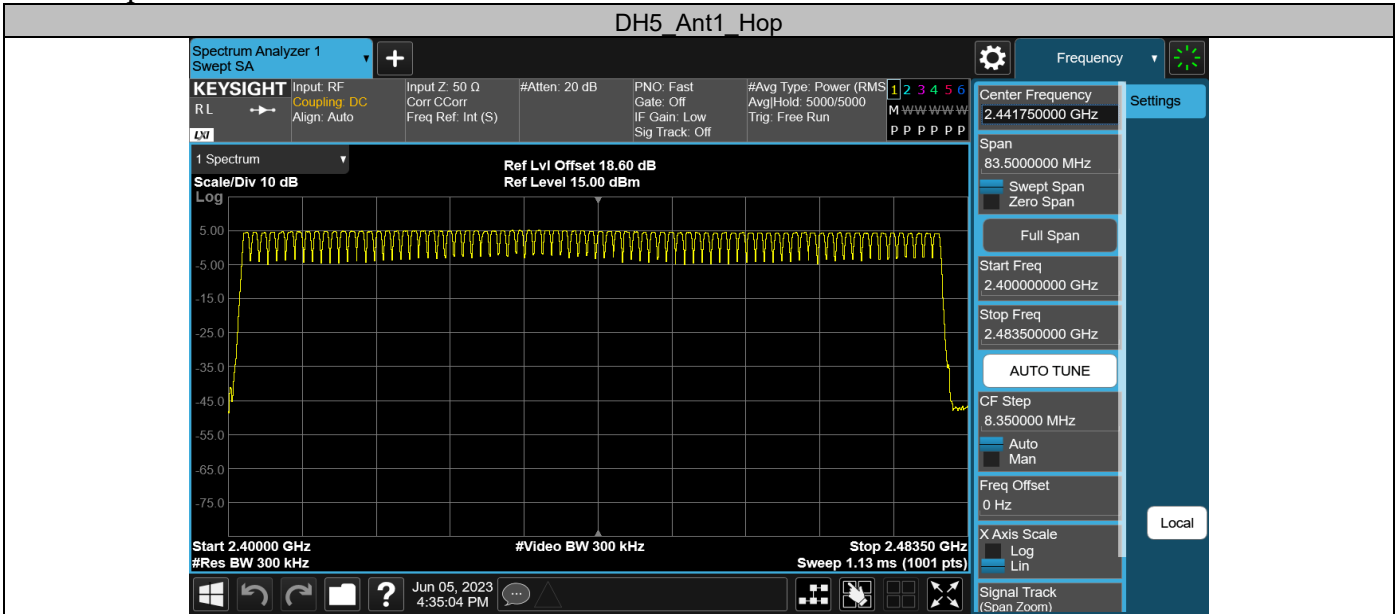 DH5_Ant1_Hop
Spectrum Analyzer 1
Swept SA
+
Frequency
KEYSIGHT
RL
LXI
Input: RF
Coupling: DC
Align: Auto
Input Z: 50 Ω
Corr CCorr
Freq Ref: Int (S)
#Atten: 20 dB
PNO: Fast
Gate: Off
IF Gain: Low
Sig Track: Off
#Avg Type: Power (RMS
Avg|Hold: 5000/5000
Trig: Free Run
1 2 3 4 5 6
M W W W W W
P P P P P P
1 Spectrum
Scale/Div 10 dB
Log
Ref Lvl Offset 18.60 dB
Ref Level 15.00 dBm
5.00
-5.00
-15.0
-25.0
-35.0
-45.0
-55.0
-65.0
-75.0
Start 2.40000 GHz
#Res BW 300 kHz
#Video BW 300 kHz
Stop 2.48350 GHz
Sweep 1.13 ms (1001 pts)
Center Frequency
2.441750000 GHz
Settings
Span
83.5000000 MHz
Swept Span
Zero Span
Full Span
Start Freq
2.400000000 GHz
Stop Freq
2.483500000 GHz
AUTO TUNE
CF Step
8.350000 MHz
Auto
Man
Freq Offset
0 Hz
X Axis Scale
Log
Lin
Local
Signal Track
(Span Zoom)
?
Jun 05, 2023
4:35:04 PM